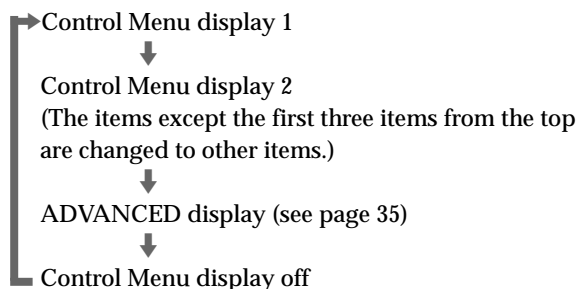 Control Menu display 1
Control Menu display 2
(The items except the first three items from the top
are changed to other items.)
ADVANCED display (see page 35)
Control Menu display off